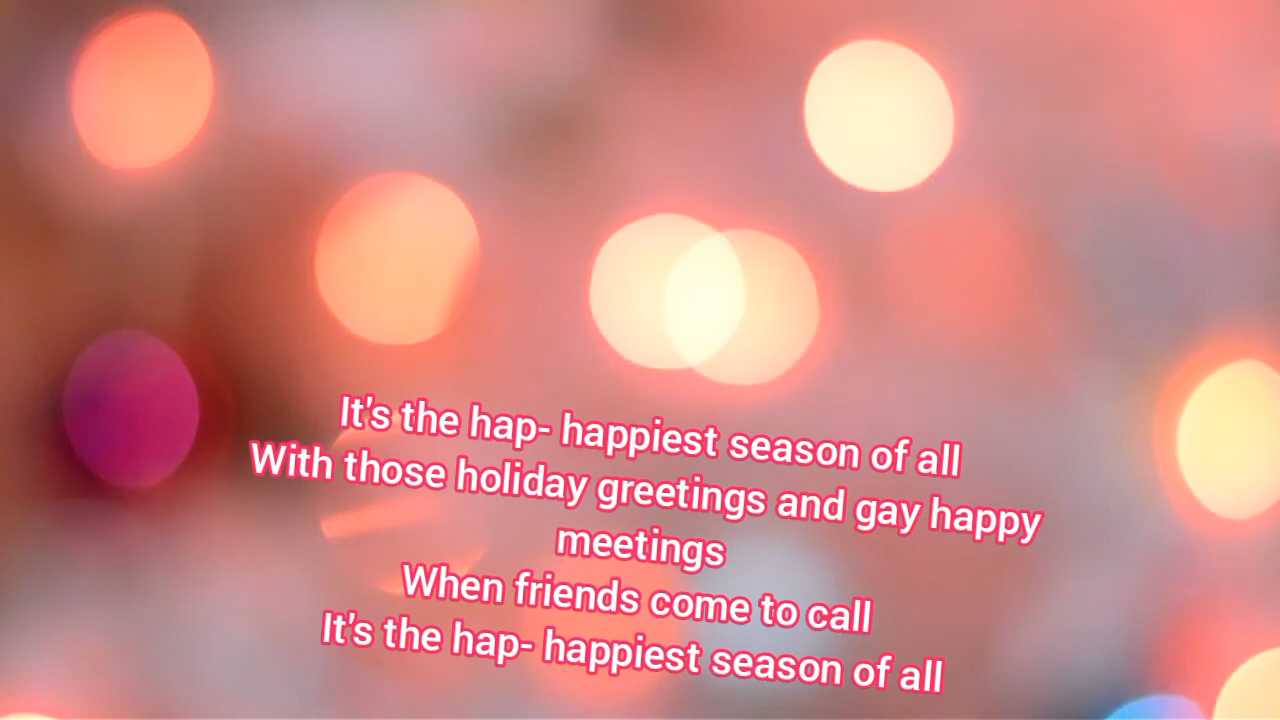 It's the hap- happiest season of all
With those holiday greetings and gay happy
meetings
When friends come to call
It's the hap- happiest season of all